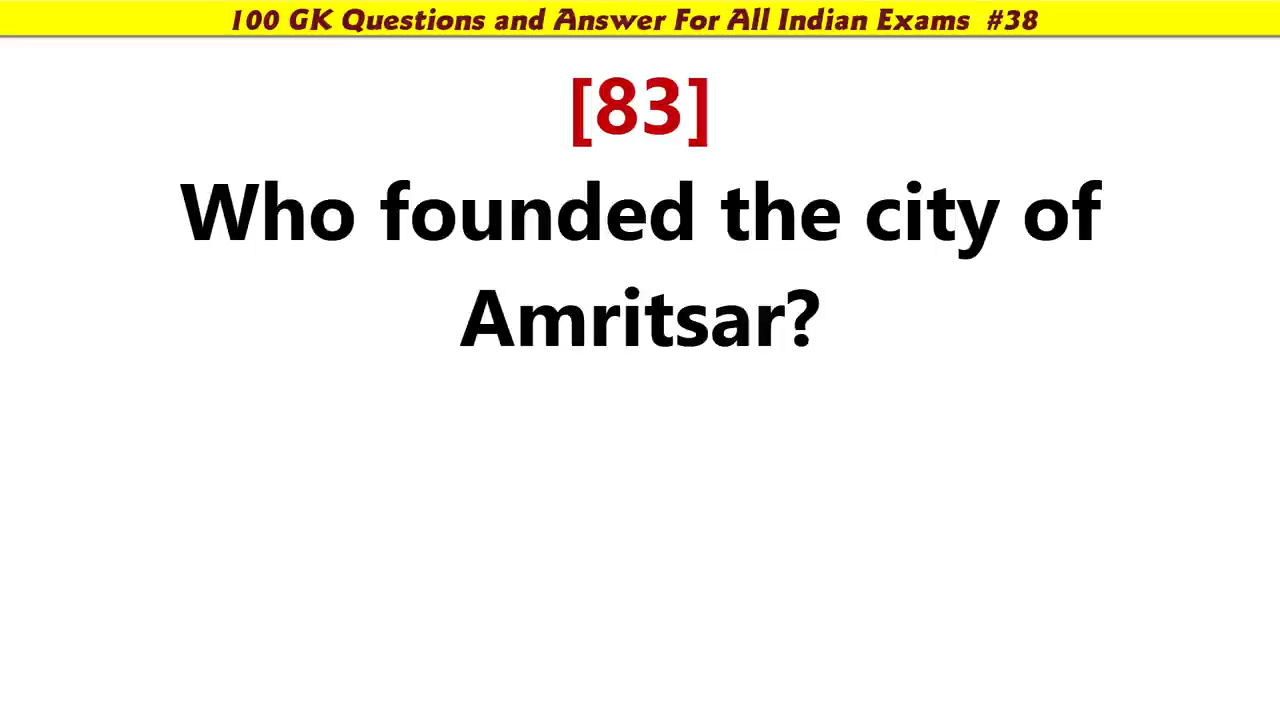 100 GK Questions and Answer For All Indian Exams #38
[83]
Who founded the city of
Amritsar?